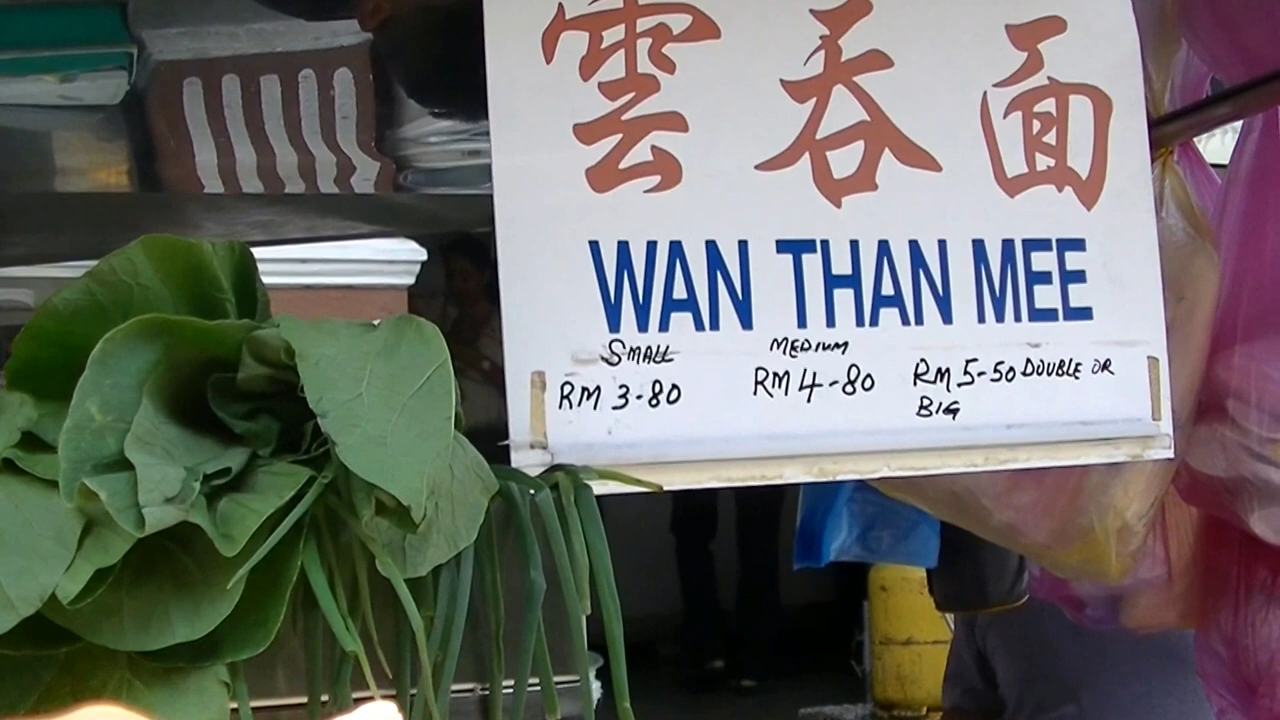 雲吞面
WAN THAN MEE
SMALL MEDIUM
RM 3-80 RM 4-80 RM 5-50 DOUBLE OR
BIG